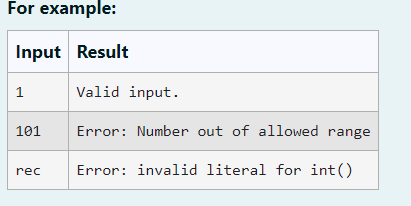 For example:
Input Result
1 Valid input.
101 Error: Number out of allowed range
rec Error: invalid literal for int()